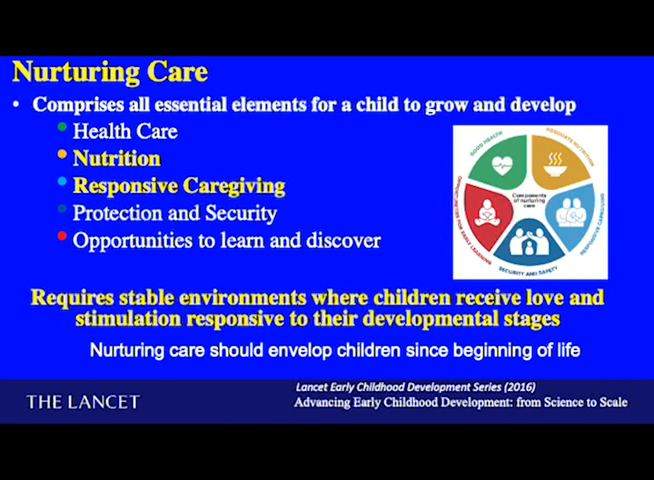 Nurturing Care
• Comprises all essential elements for a child to grow and develop
• Health Care
• Nutrition
• Responsive Caregiving
• Protection and Security
• Opportunities to learn and discover
GOOD HEALTH
ADEQUATE NUTRITION
Components
of nurturing
care
OPPORTUNITIES FOR EARLY LEARNING
RESPONSIVE CAREGIVING
SECURITY AND SAFETY
Requires stable environments where children receive love and
stimulation responsive to their developmental stages
Nurturing care should envelop children since beginning of life
THE LANCET
Lancet Early Childhood Development Series (2016)
Advancing Early Childhood Development: from Science to Scale